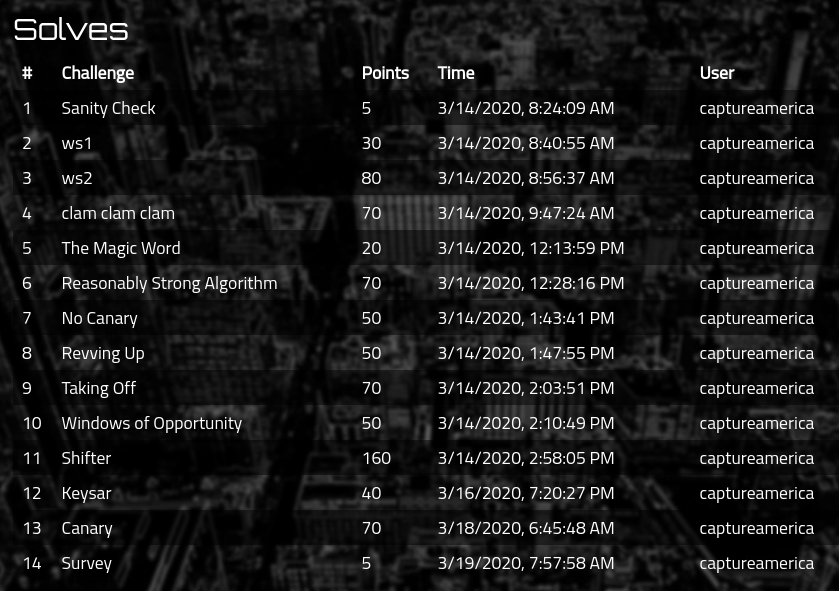 Solves
# Challenge Points Time User
1 Sanity Check 5 3/14/2020, 8:24:09 AM captureamerica
2 ws1 30 3/14/2020, 8:40:55 AM captureamerica
3 ws2 80 3/14/2020, 8:56:37 AM captureamerica
4 clam clam clam 70 3/14/2020, 9:47:24 AM captureamerica
5 The Magic Word 20 3/14/2020, 12:13:59 PM captureamerica
6 Reasonably Strong Algorithm 70 3/14/2020, 12:28:16 PM captureamerica
7 No Canary 50 3/14/2020, 1:43:41 PM captureamerica
8 Revving Up 50 3/14/2020, 1:47:55 PM captureamerica
9 Taking Off 70 3/14/2020, 2:03:51 PM captureamerica
10 Windows of Opportunity 50 3/14/2020, 2:10:49 PM captureamerica
11 Shifter 160 3/14/2020, 2:58:05 PM captureamerica
12 Keysar 40 3/16/2020, 7:20:27 PM captureamerica
13 Canary 70 3/18/2020, 6:45:48 AM captureamerica
14 Survey 5 3/19/2020, 7:57:58 AM captureamerica